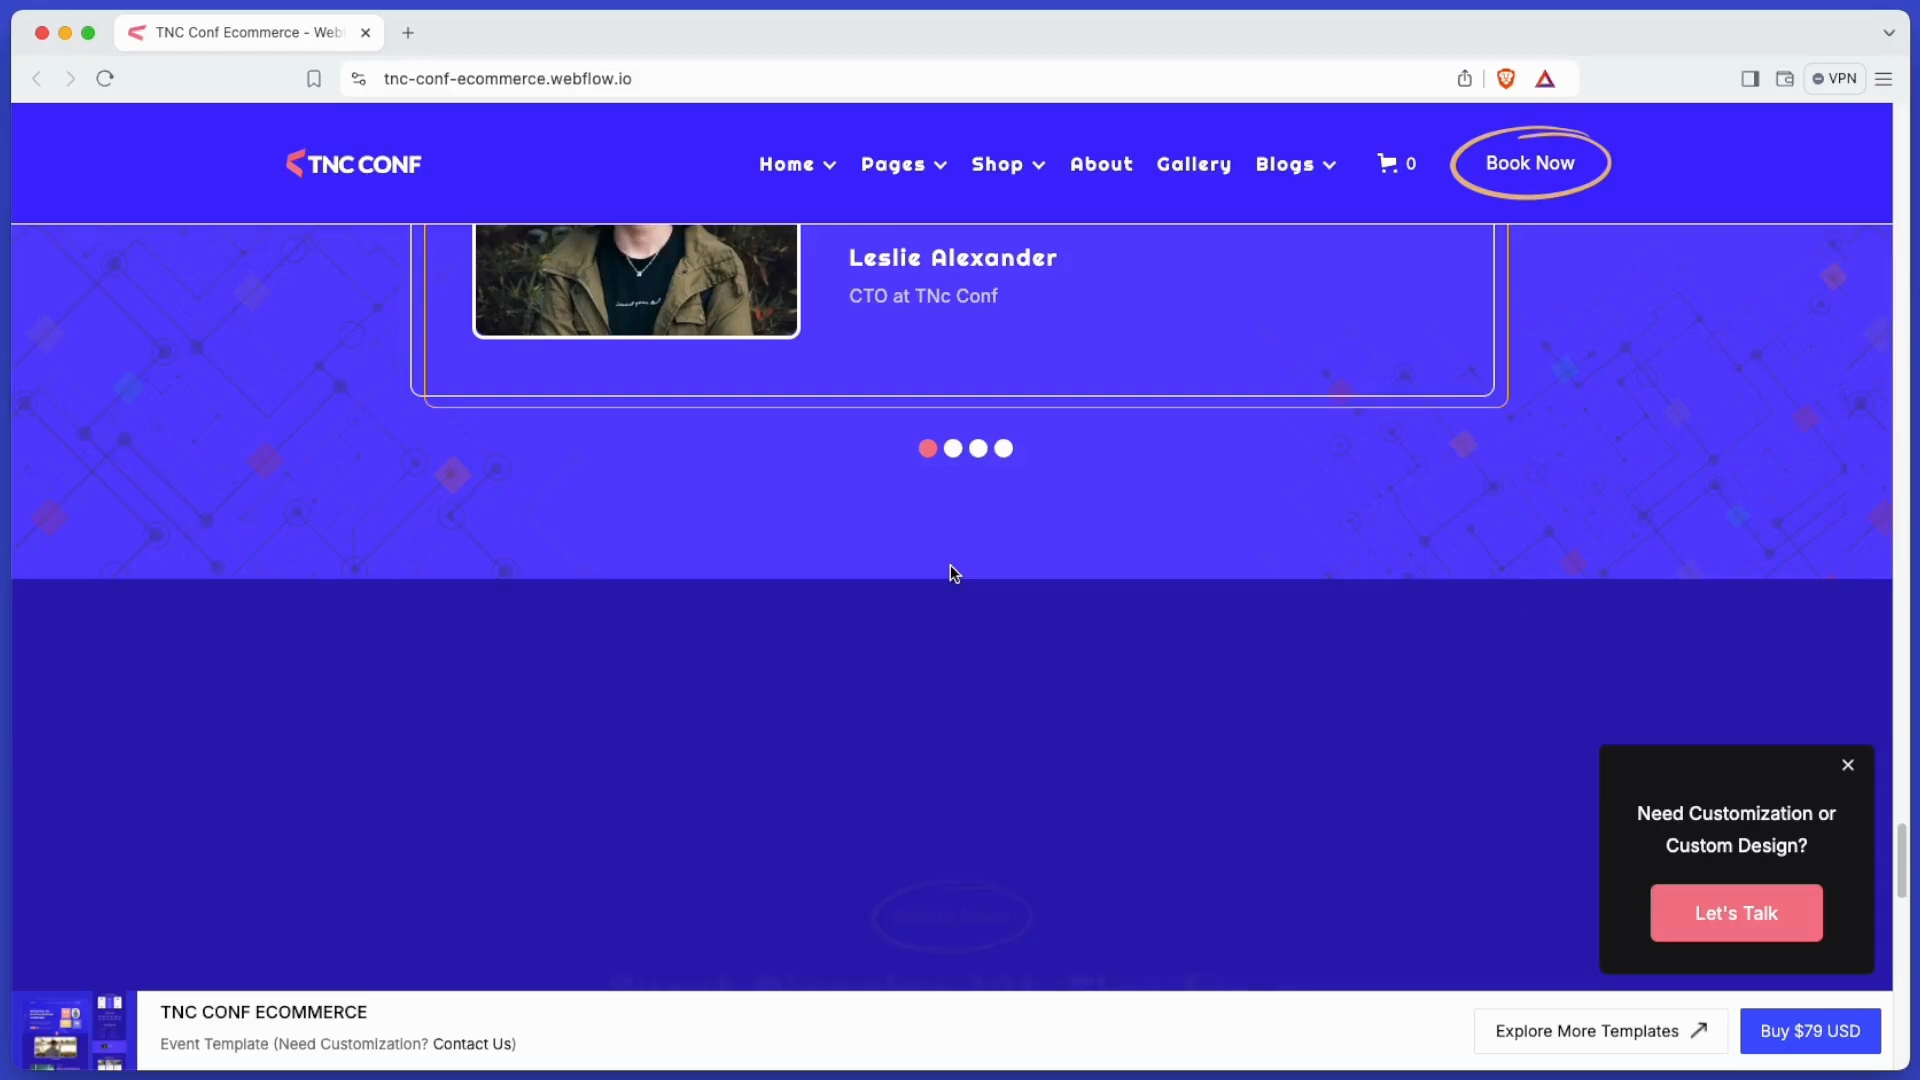 TNC Conf Ecommerce - Web
tnc-conf-ecommerce.webflow.io
VPN
TNC CONF
Home
Pages
Shop
About
Gallery
Blogs
0
Book Now
Leslie Alexander
CTO at TNc Conf
Need Customization or
Custom Design?
Let's Talk
TNC CONF ECOMMERCE
Event Template (Need Customization? Contact Us)
Explore More Templates
Buy $79 USD